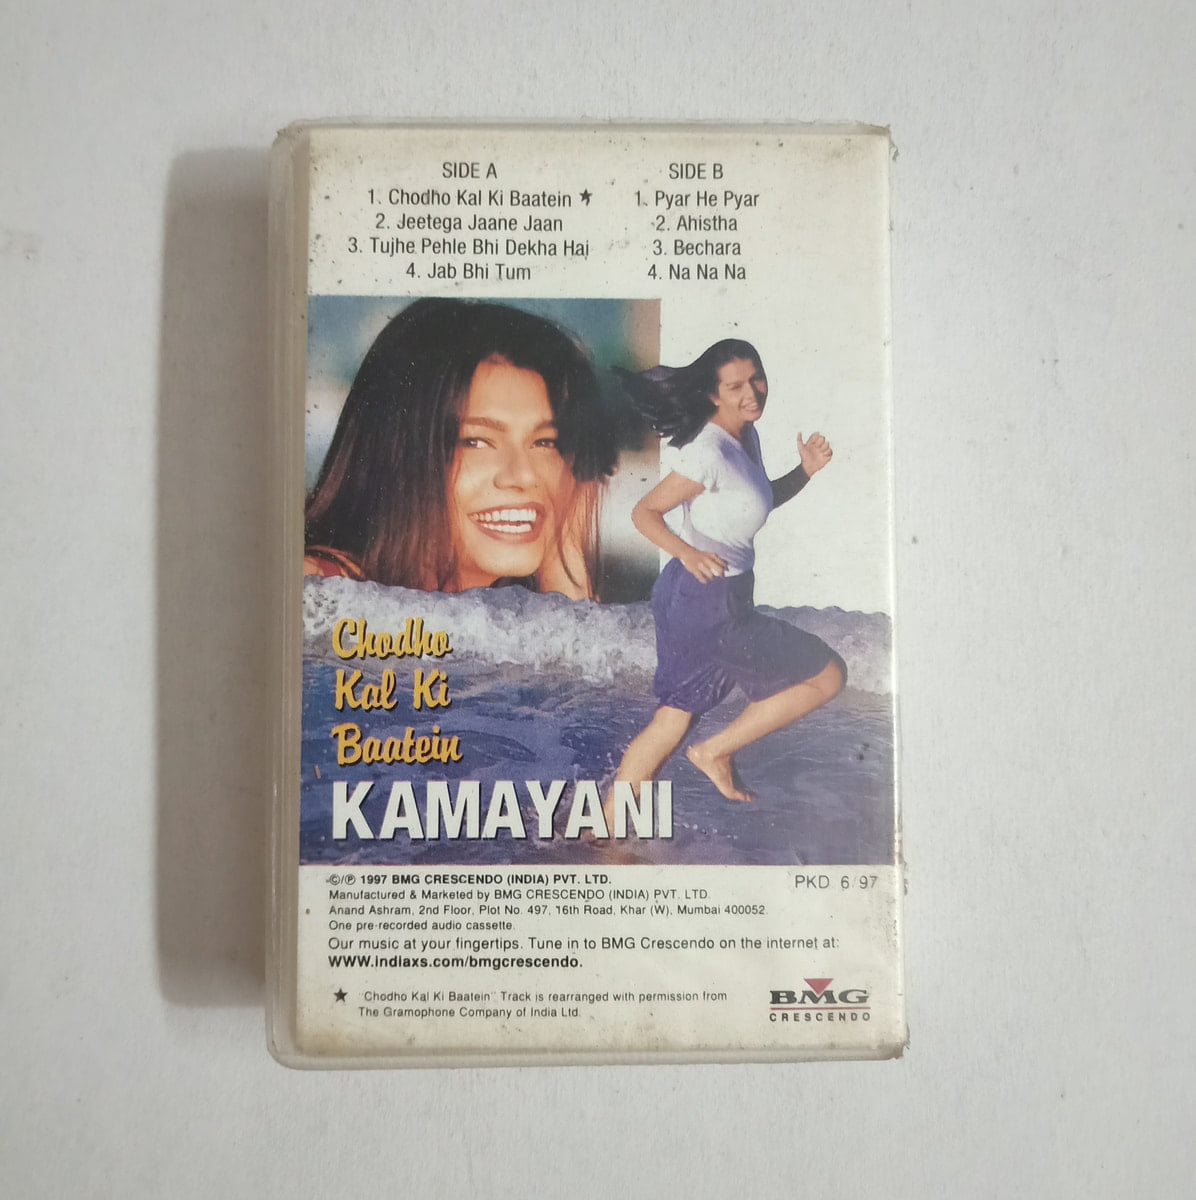 SIDE A
1. Chodho Kal Ki Baatein ★
2. Jeetega Jaane Jaan
3. Tujhe Pehle Bhi Dekha Hai
4. Jab Bhi Tum
SIDE B
1. Pyar He Pyar
2. Ahistha
3. Bechara
4. Na Na Na
Chodho
Kal Ki
Baatein
KAMAYANI
©/℗ 1997 BMG CRESCENDO (INDIA) PVT. LTD.
PKD 6/97
Manufactured & Marketed by BMG CRESCENDO (INDIA) PVT. LTD.
Anand Ashram, 2nd Floor, Plot No. 497, 16th Road, Khar (W), Mumbai 400052.
One pre-recorded audio cassette.
Our music at your fingertips. Tune in to BMG Crescendo on the internet at:
WWW.indiaxs.com/bmgcrescendo.
★ "Chodho Kal Ki Baatein" Track is rearranged with permission from
The Gramophone Company of India Ltd.
BMG
CRESCENDO